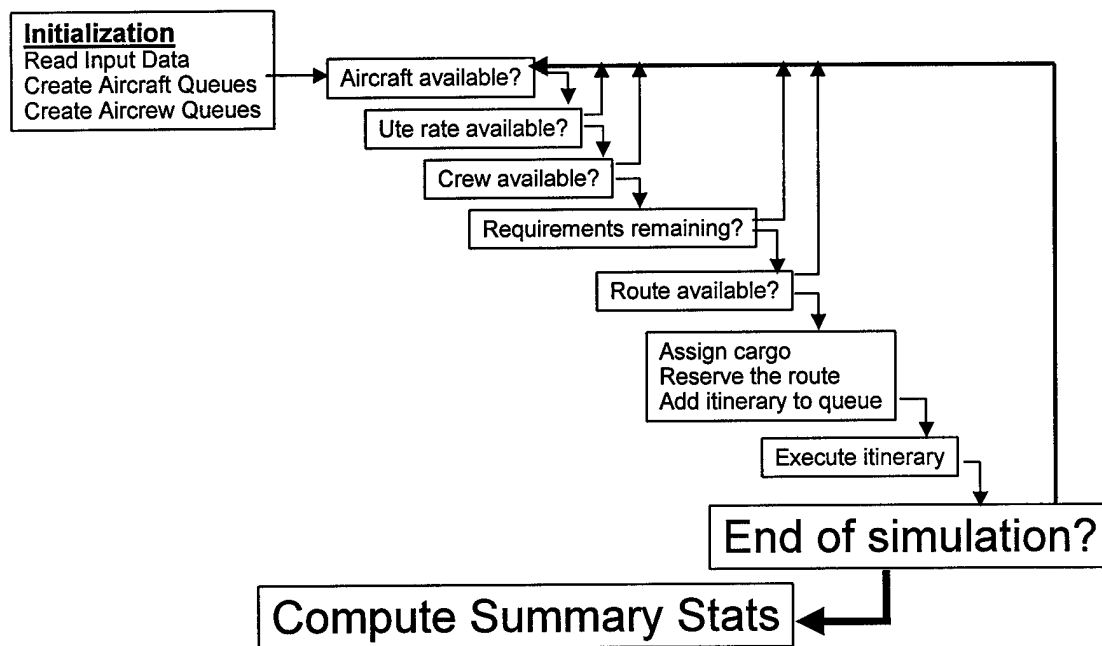 Initialization
Read Input Data
Create Aircraft Queues
Create Aircrew Queues
Aircraft available?
Ute rate available?
Crew available?
Requirements remaining?
Route available?
Assign cargo
Reserve the route
Add itinerary to queue
Execute itinerary
End of simulation?
Compute Summary Stats